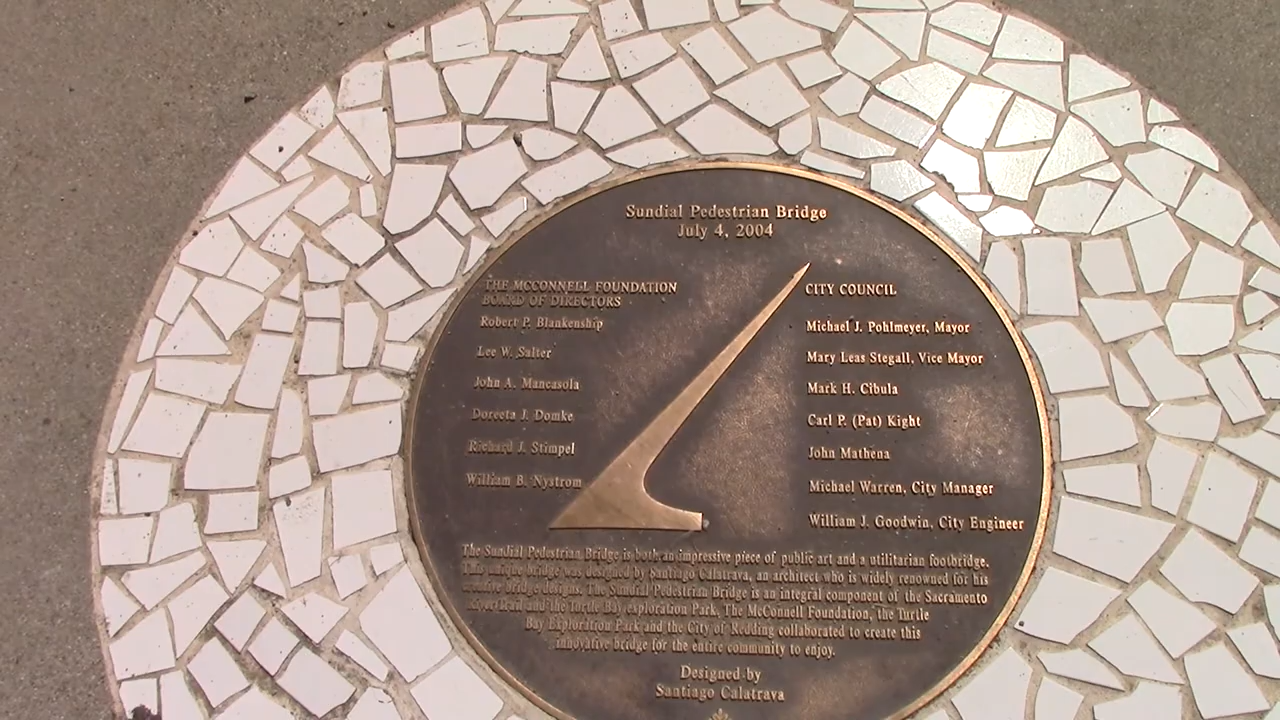 Sundial Pedestrian Bridge
July 4, 2004
THE MCCONNELL FOUNDATION
BOARD OF DIRECTORS
Robert P. Blankenship
Lee W. Salter
John A. Mancasola
Doreeta J. Domke
Richard J. Stimpel
William B. Nystrom
CITY COUNCIL
Michael J. Pohlmeyer, Mayor
Mary Leas Stegall, Vice Mayor
Mark H. Cibula
Carl P. (Pat) Kight
John Mathena
Michael Warren, City Manager
William J. Goodwin, City Engineer
The Sundial Pedestrian Bridge is both an impressive piece of public art and a utilitarian footbridge.
This unique bridge was designed by Santiago Calatrava, an architect who is widely renowned for his
creative bridge designs. The Sundial Pedestrian Bridge is an integral component of the Sacramento
River Trail and the Turtle Bay exploration Park. The McConnell Foundation, the Turtle
Bay Exploration Park and the City of Redding collaborated to create this
innovative bridge for the entire community to enjoy.
Designed by
Santiago Calatrava